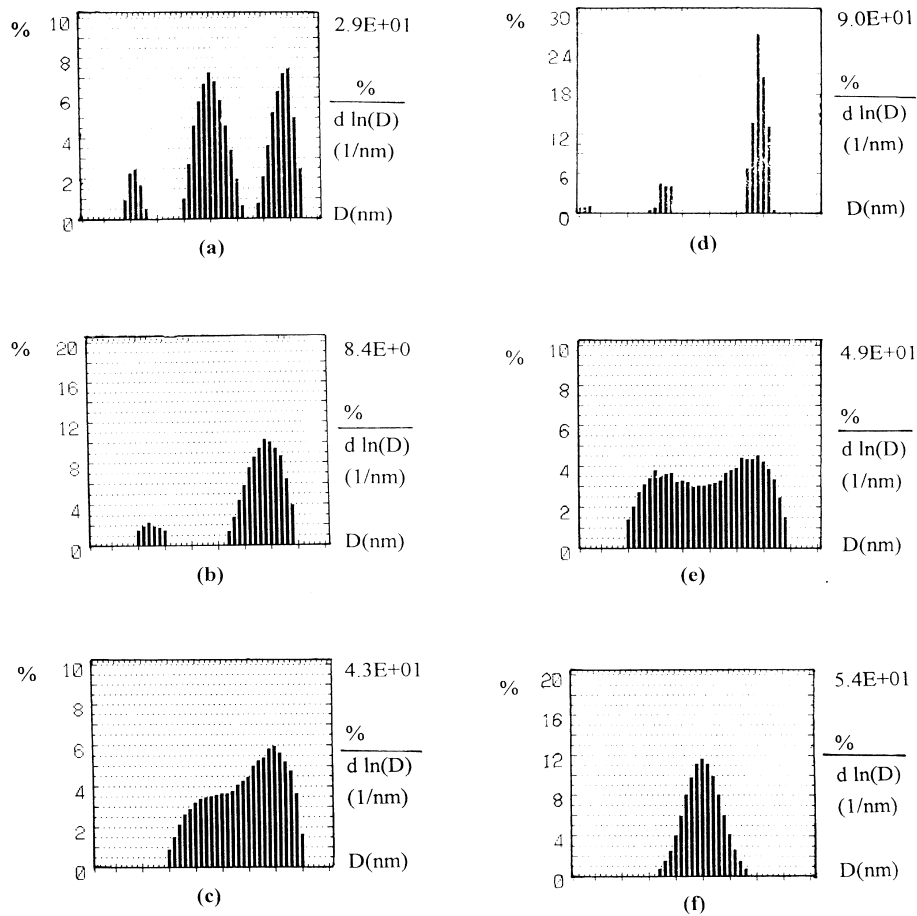 %
10
8
6
4
2
0
2.9E+01
%
d ln(D)
(1/nm)
D(nm)
(a)
%
30
24
18
12
6
0
9.0E+01
%
d ln(D)
(1/nm)
D(nm)
(d)
%
20
16
12
8
4
0
8.4E+0
%
d ln(D)
(1/nm)
D(nm)
(b)
%
10
8
6
4
2
0
4.9E+01
%
d ln(D)
(1/nm)
D(nm)
(e)
%
10
8
6
4
2
0
4.3E+01
%
d ln(D)
(1/nm)
D(nm)
(c)
%
20
16
12
8
4
0
5.4E+01
%
d ln(D)
(1/nm)
D(nm)
(f)